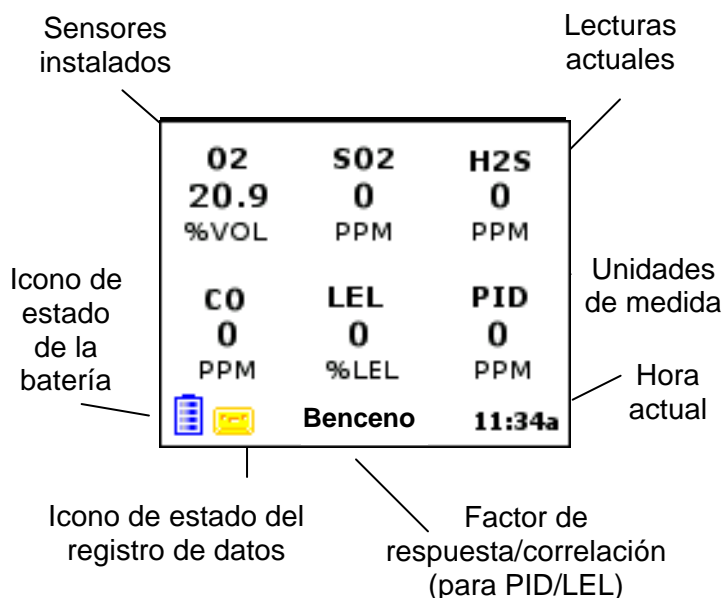 Sensores
instalados
Lecturas
actuales
O2 SO2 H2S
20.9 0 0
%VOL PPM PPM
Icono de
estado
de la
batería
Unidades
de medida
CO LEL PID
0 0 0
PPM %LEL PPM
Hora
actual
Benceno 11:34a
Icono de estado del
registro de datos
Factor de
respuesta/correlación
(para PID/LEL)